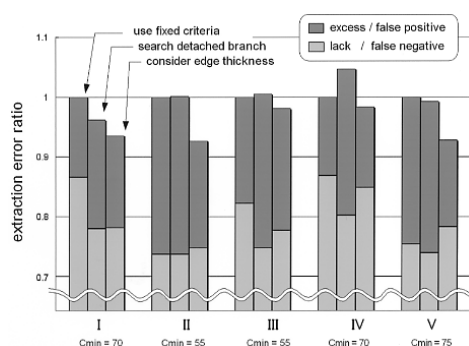 use fixed criteria
search detached branch
consider edge thickness
excess / false positive
lack / false negative
extraction error ratio
1.1
1
0.9
0.8
0.7
I II III IV V
Cmin = 70 Cmin = 55 Cmin = 55 Cmin = 70 Cmin = 75